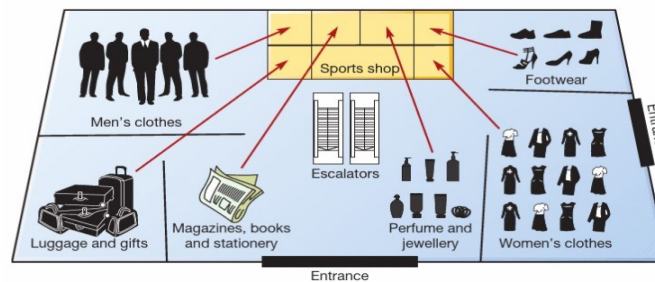 Sports shop
Footwear
Men's clothes
Escalators
Luggage and gifts
Magazines, books
and stationery
Perfume and
jewellery
Women's clothes
Entrance